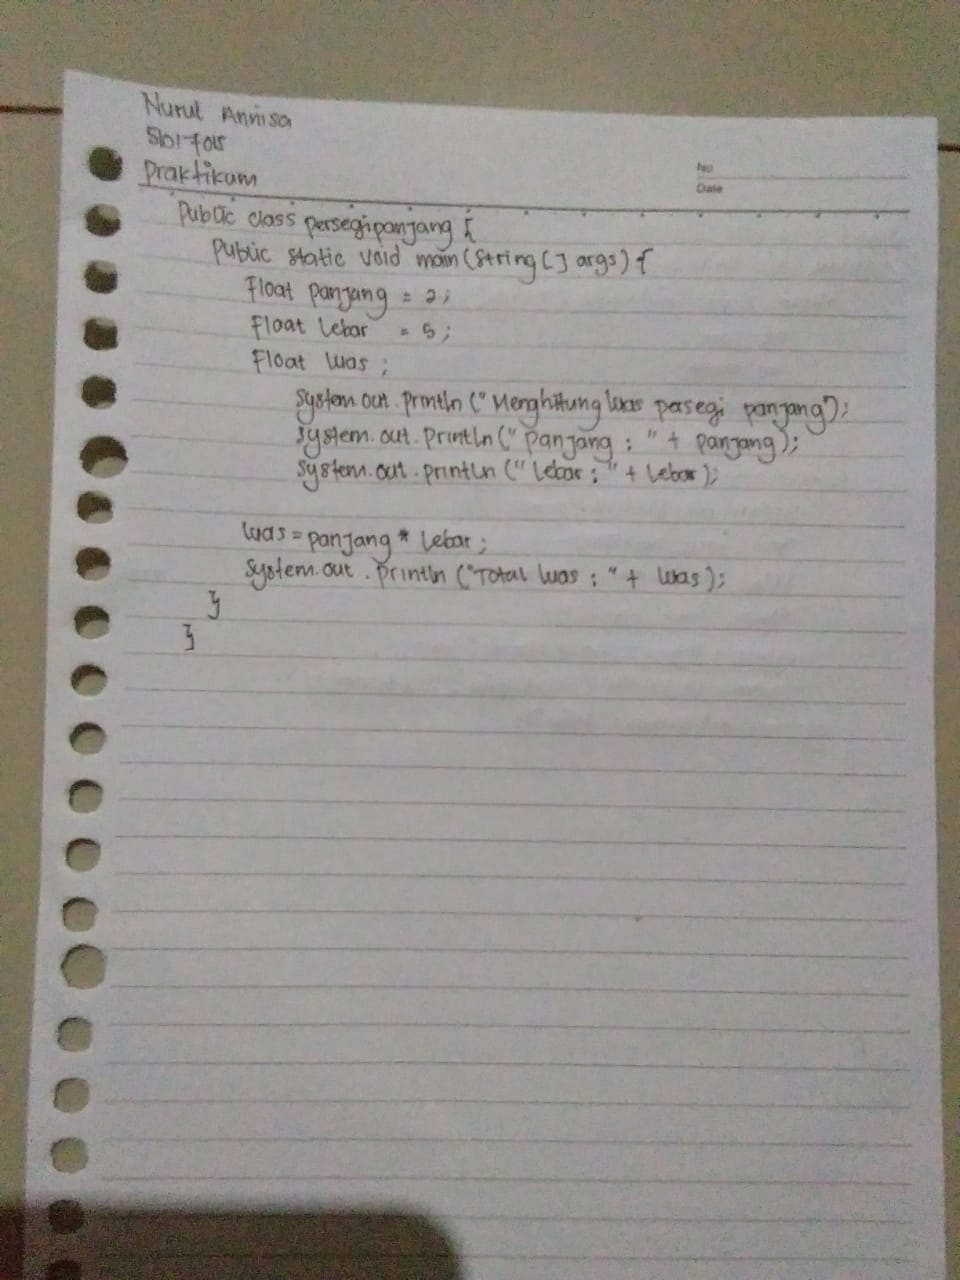 Nurul Annisa
Praktikum
No
Date
Public class persegipanjang {
Public static void main (String [] args) {
Float panjang = 2;
Float lebar = 5;
Float luas ;
system.out.println ("Menghitung luas persegi panjang");
system.out.println (" panjang : " + panjang);
system.out.println (" lebar : " + lebar);
luas = panjang * lebar ;
system.out.println ("Total luas : " + luas);
}
}